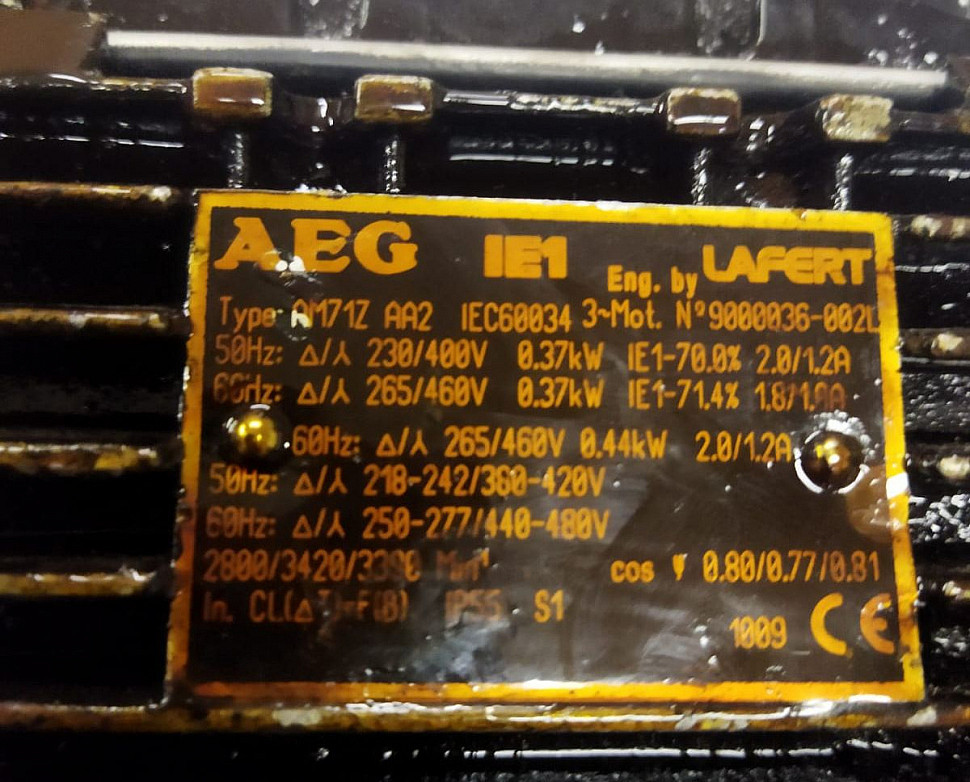 AEG IE1 Eng. by LAFERT
Type AM71Z AA2 IEC60034 3~Mot. Nº9000036-002L
50Hz: Δ/⅄ 230/400V 0.37kW IE1-70.0% 2.0/1.2A
60Hz: Δ/⅄ 265/460V 0.37kW IE1-71.4% 1.8/1.0A
60Hz: Δ/⅄ 265/460V 0.44kW 2.0/1.2A
50Hz: Δ/⅄ 218-242/380-420V
60Hz: Δ/⅄ 250-277/440-480V
2800/3420/ Min⁻¹ cos φ 0.80/0.77/0.81
In. CL(ΔT)=F(B) IP55 S1
1009 CE